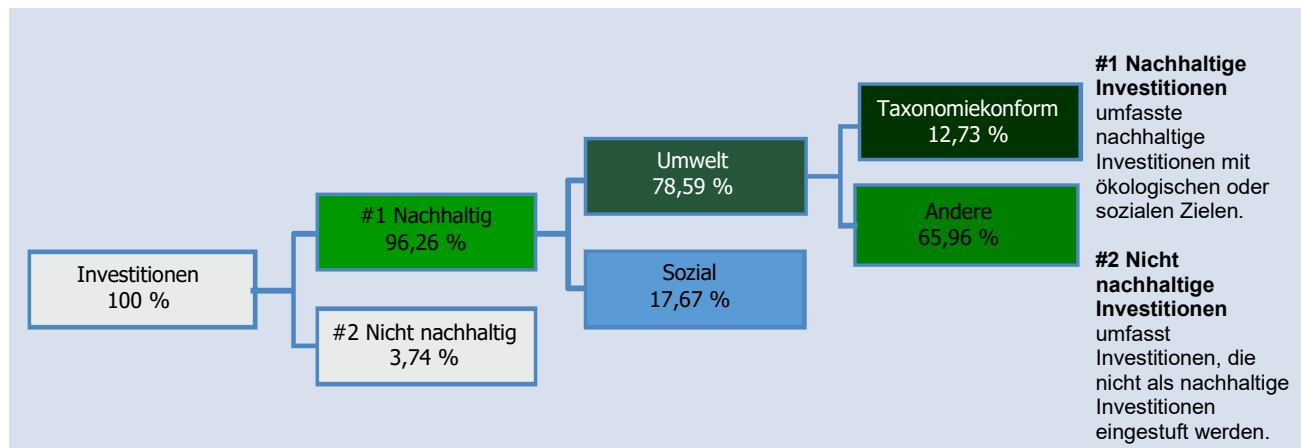 Investitionen
100 %
#1 Nachhaltig
96,26 %
#2 Nicht nachhaltig
3,74 %
Umwelt
78,59 %
Sozial
17,67 %
Taxonomiekonform
12,73 %
Andere
65,96 %
#1 Nachhaltige
Investitionen
umfasste
nachhaltige
Investitionen mit
ökologischen oder
sozialen Zielen.
#2 Nicht
nachhaltige
Investitionen
umfasst
Investitionen, die
nicht als nachhaltige
Investitionen
eingestuft werden.